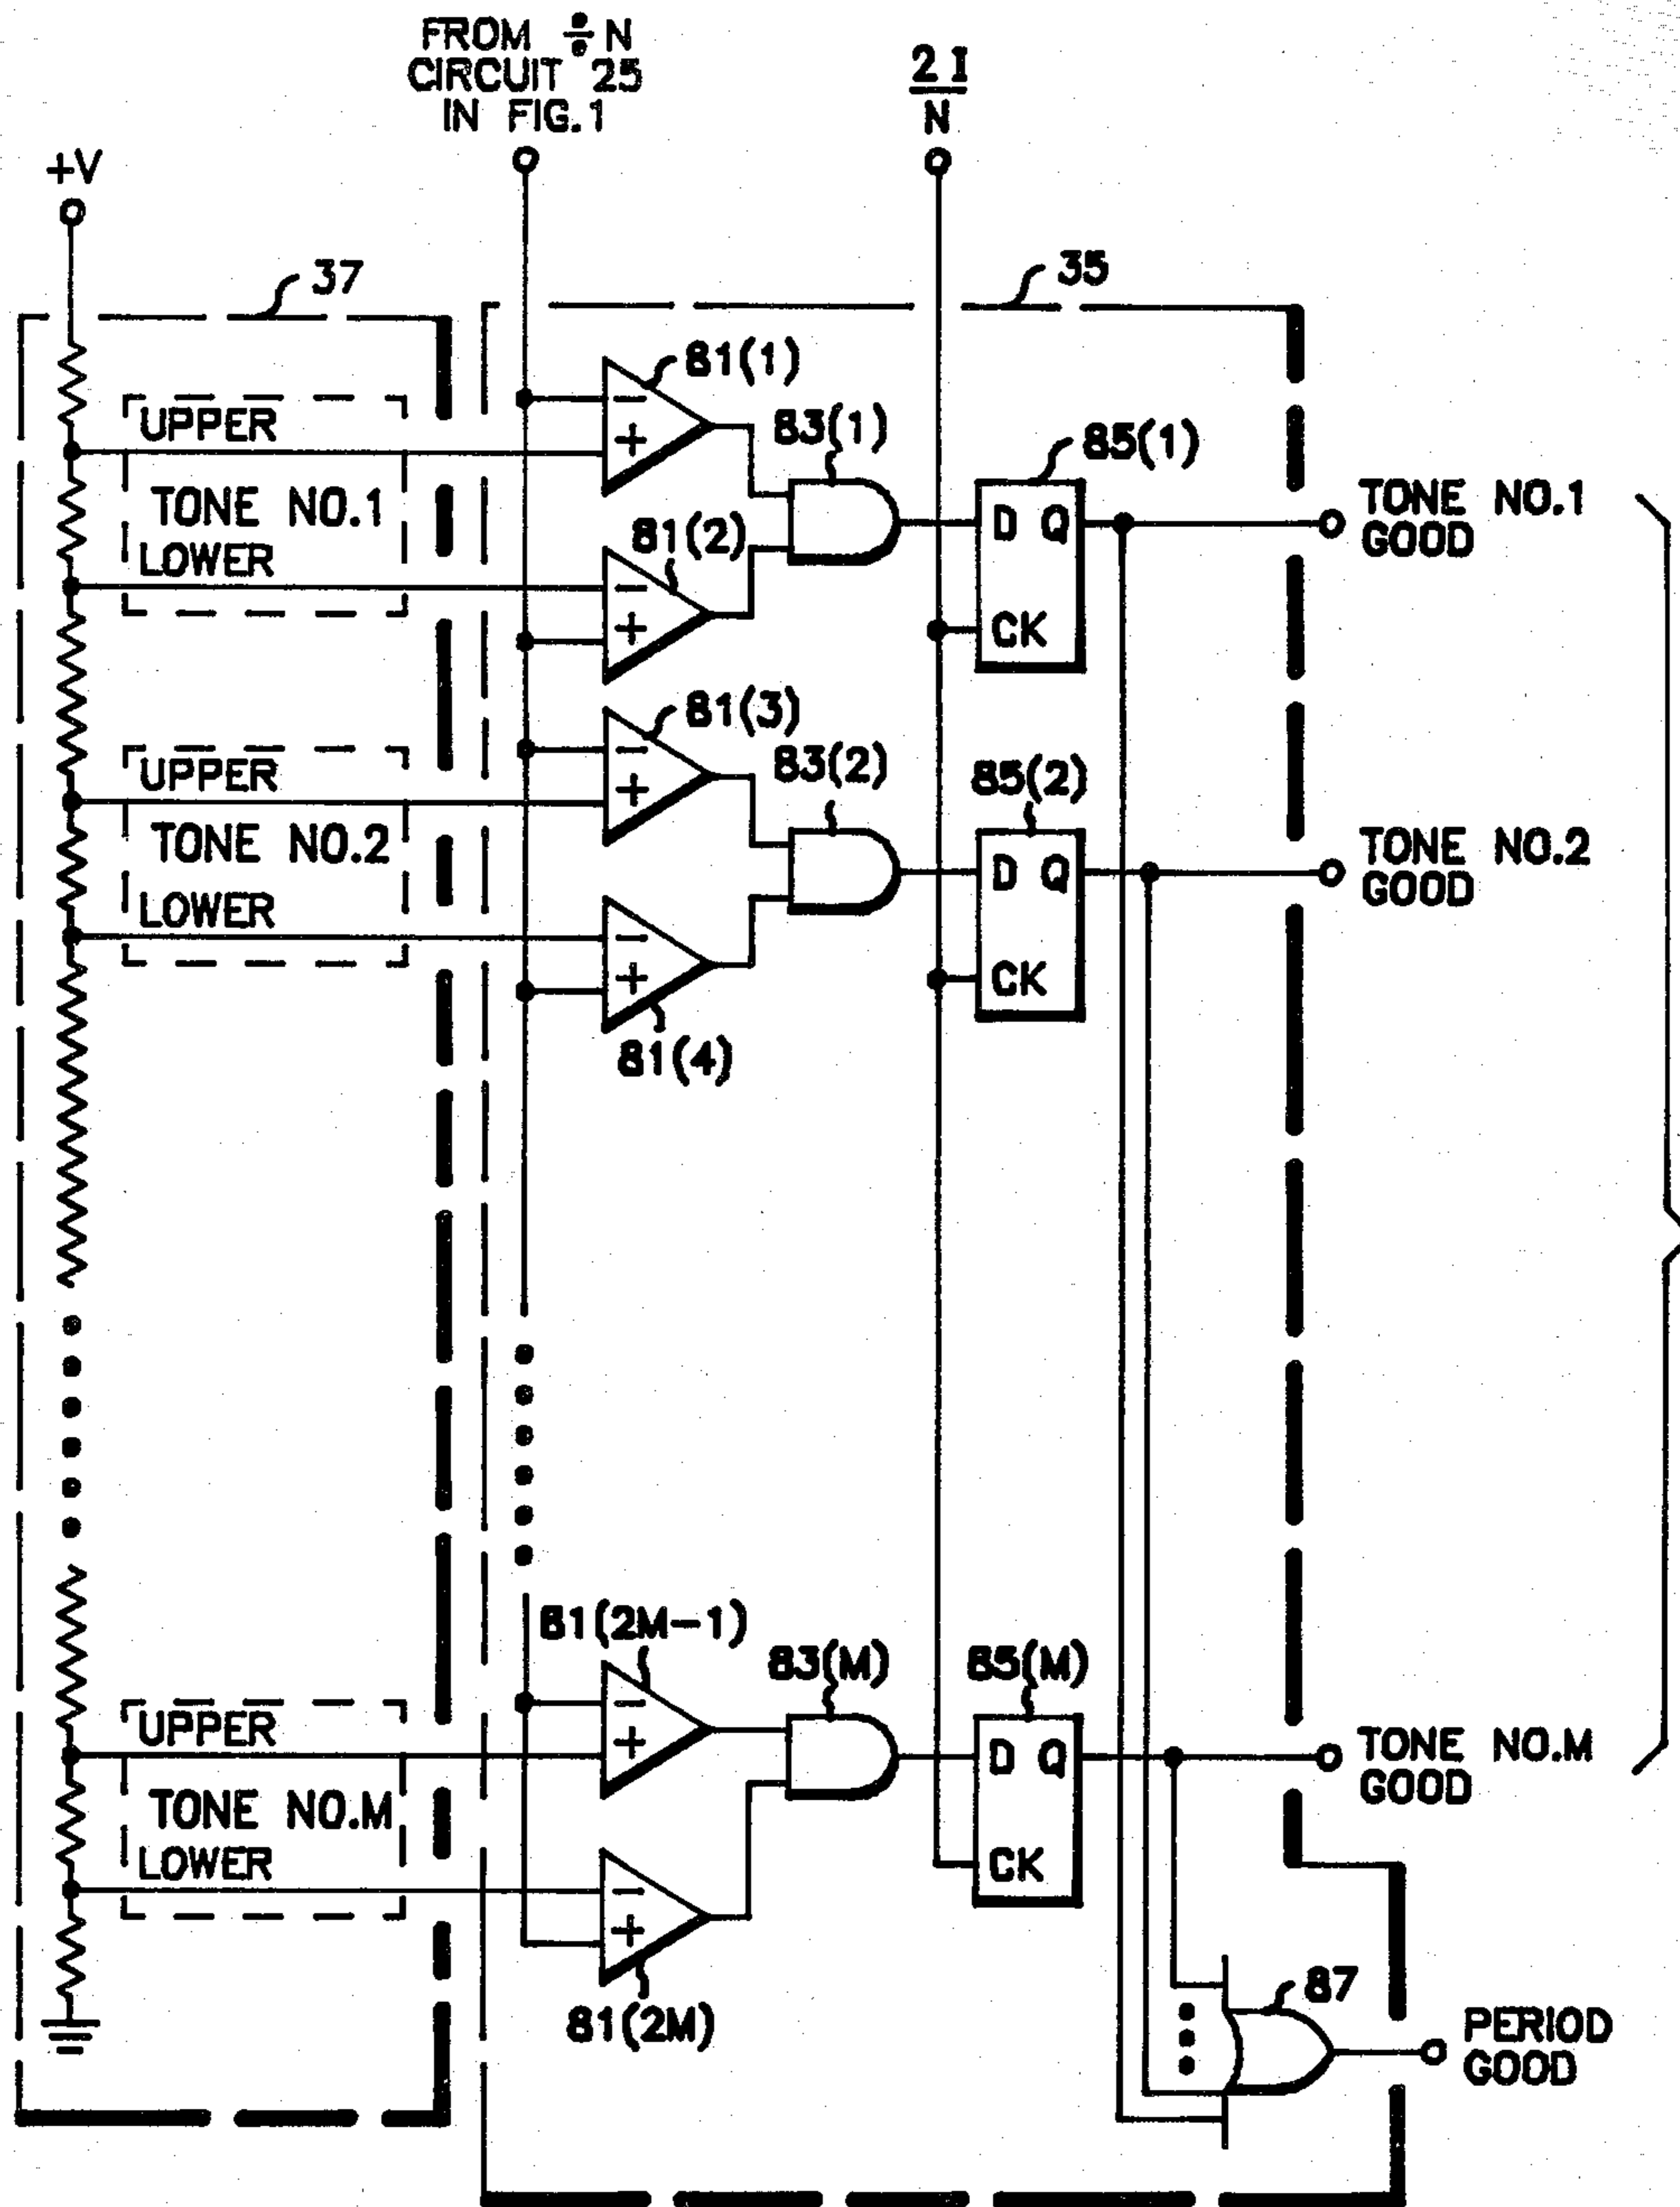 FROM ÷ N
CIRCUIT 25
IN FIG.1
2 I
N
+V
37
35
81(1)
83(1)
85(1)
UPPER
TONE NO.1
LOWER
81(2)
−
+
−
+
D Q
CK
TONE NO.1
GOOD
81(3)
83(2)
85(2)
UPPER
TONE NO.2
LOWER
−
+
−
+
81(4)
D Q
CK
TONE NO.2
GOOD
81(2M-1)
83(M)
85(M)
UPPER
TONE NO.M
LOWER
−
+
−
+
81(2M)
D Q
CK
TONE NO.M
GOOD
87
PERIOD
GOOD